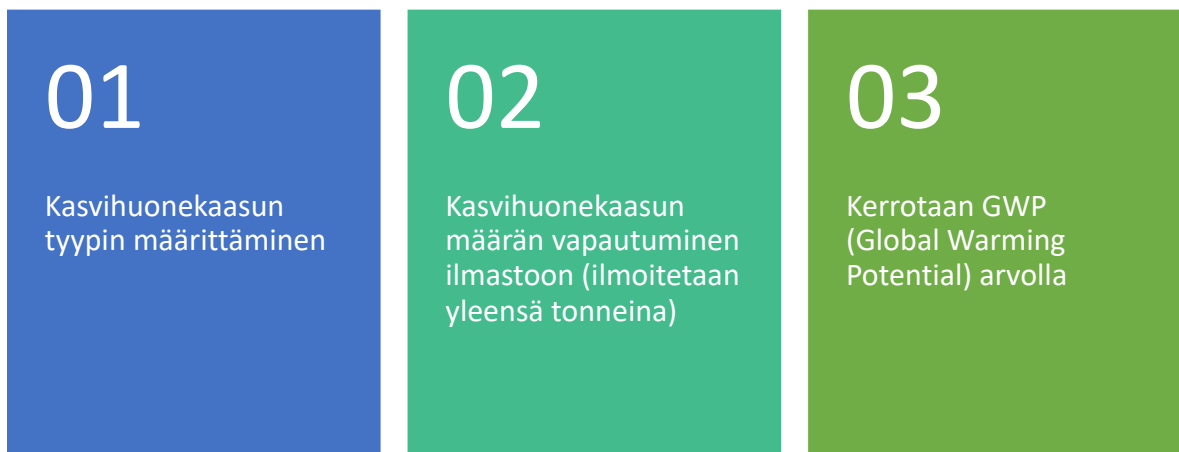 01
Kasvihuonekaasun
tyypin määrittäminen
02
Kasvihuonekaasun
määrän vapautuminen
ilmastoon (ilmoitetaan
yleensä tonneina)
03
Kerrotaan GWP
(Global Warming
Potential) arvolla